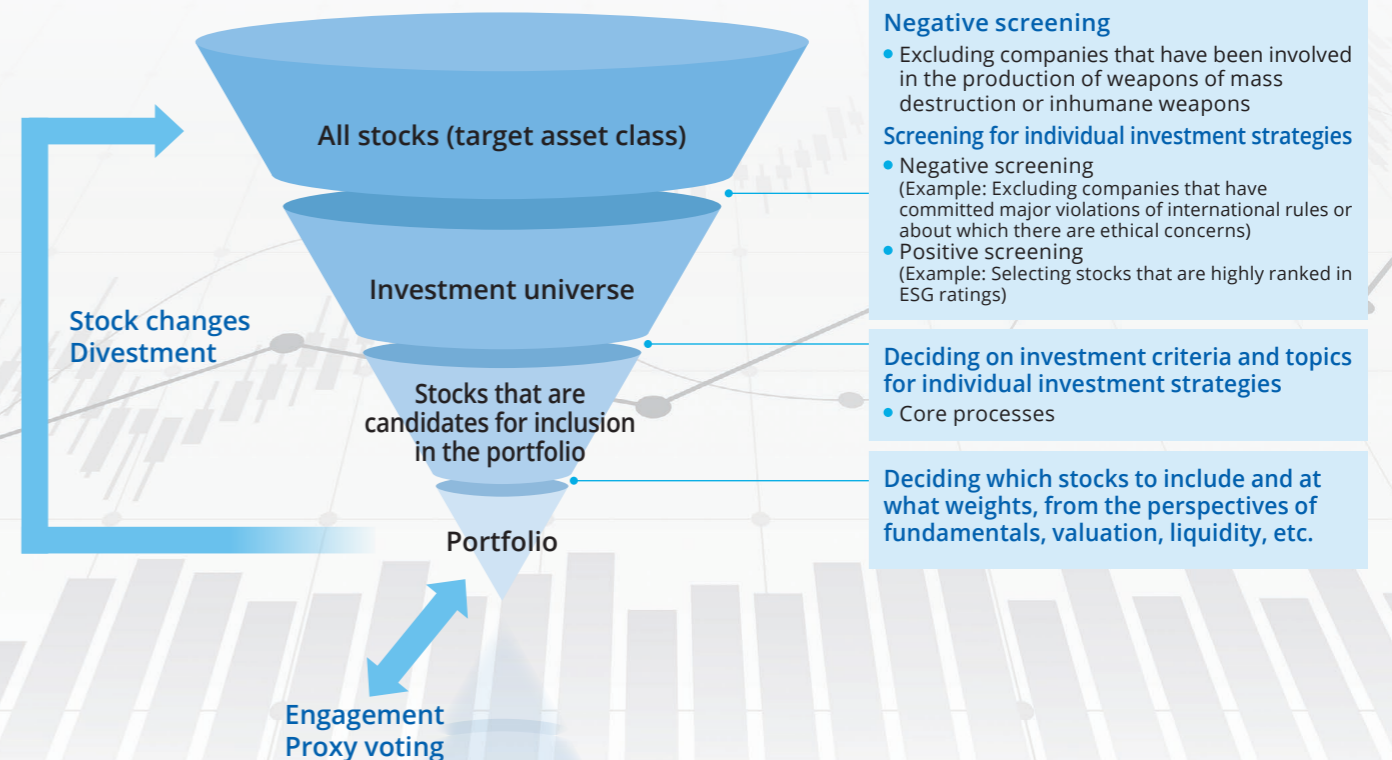 All stocks (target asset class)
Investment universe
Stocks that are
candidates for inclusion
in the portfolio
Portfolio
Stock changes
Divestment
Engagement
Proxy voting
Negative screening
• Excluding companies that have been involved
in the production of weapons of mass
destruction or inhumane weapons
Screening for individual investment strategies
• Negative screening
(Example: Excluding companies that have
committed major violations of international rules or
about which there are ethical concerns)
• Positive screening
(Example: Selecting stocks that are highly ranked in
ESG ratings)
Deciding on investment criteria and topics
for individual investment strategies
• Core processes
Deciding which stocks to include and at
what weights, from the perspectives of
fundamentals, valuation, liquidity, etc.